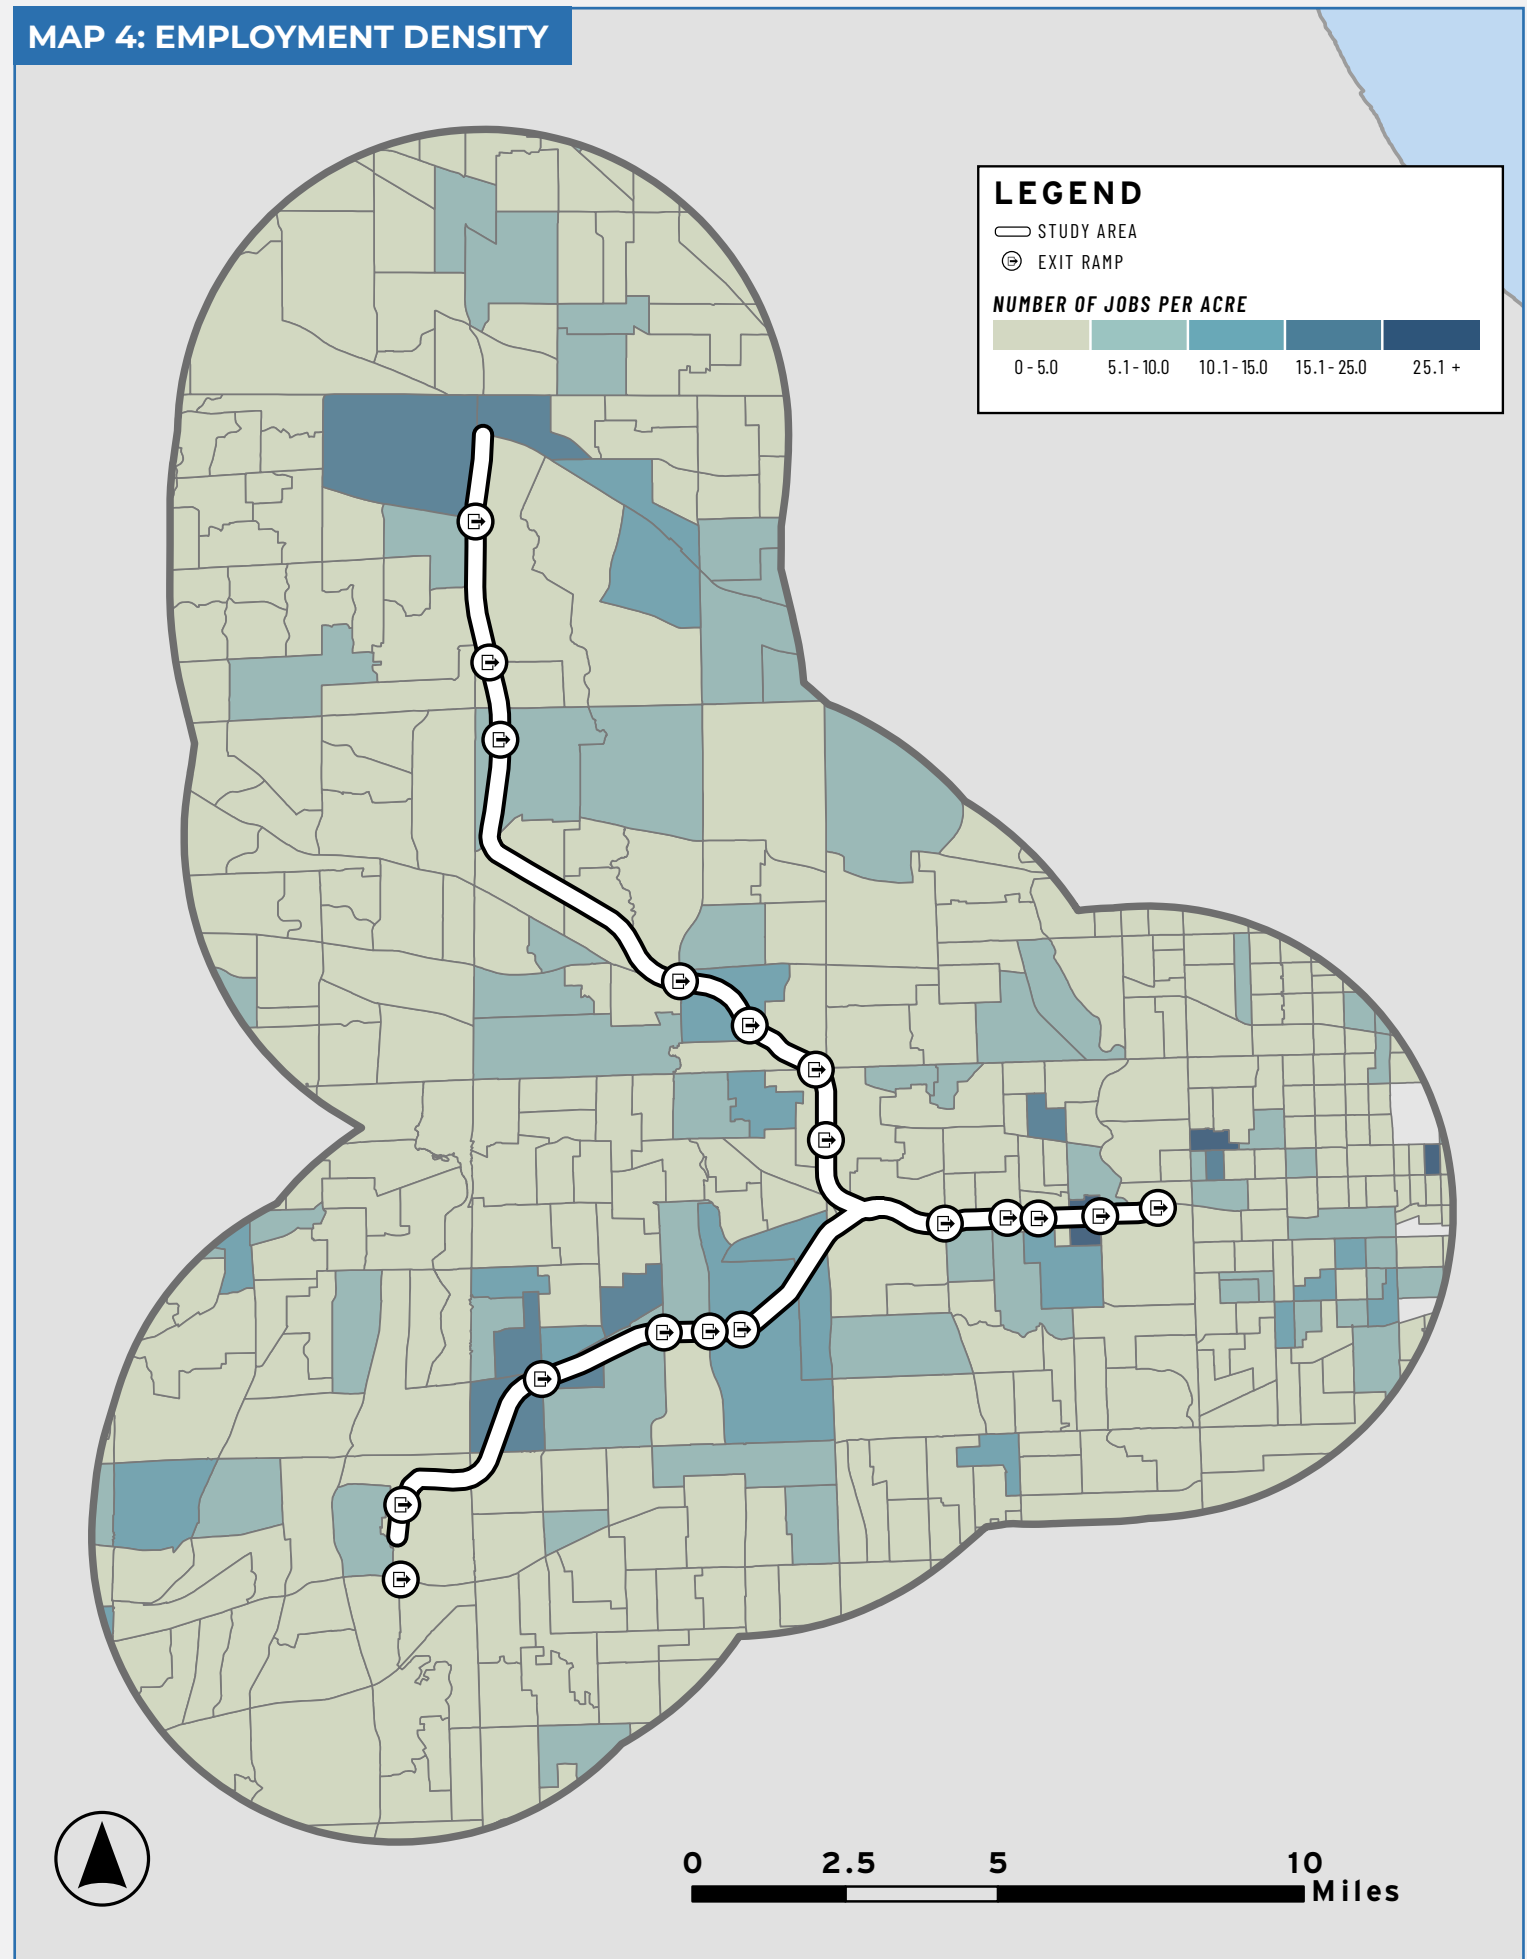 MAP 4: EMPLOYMENT DENSITY
LEGEND
STUDY AREA
EXIT RAMP
NUMBER OF JOBS PER ACRE
0 - 5.0 5.1 - 10.0 10.1 - 15.0 15.1 - 25.0 25.1 +
0 2.5 5 10
Miles